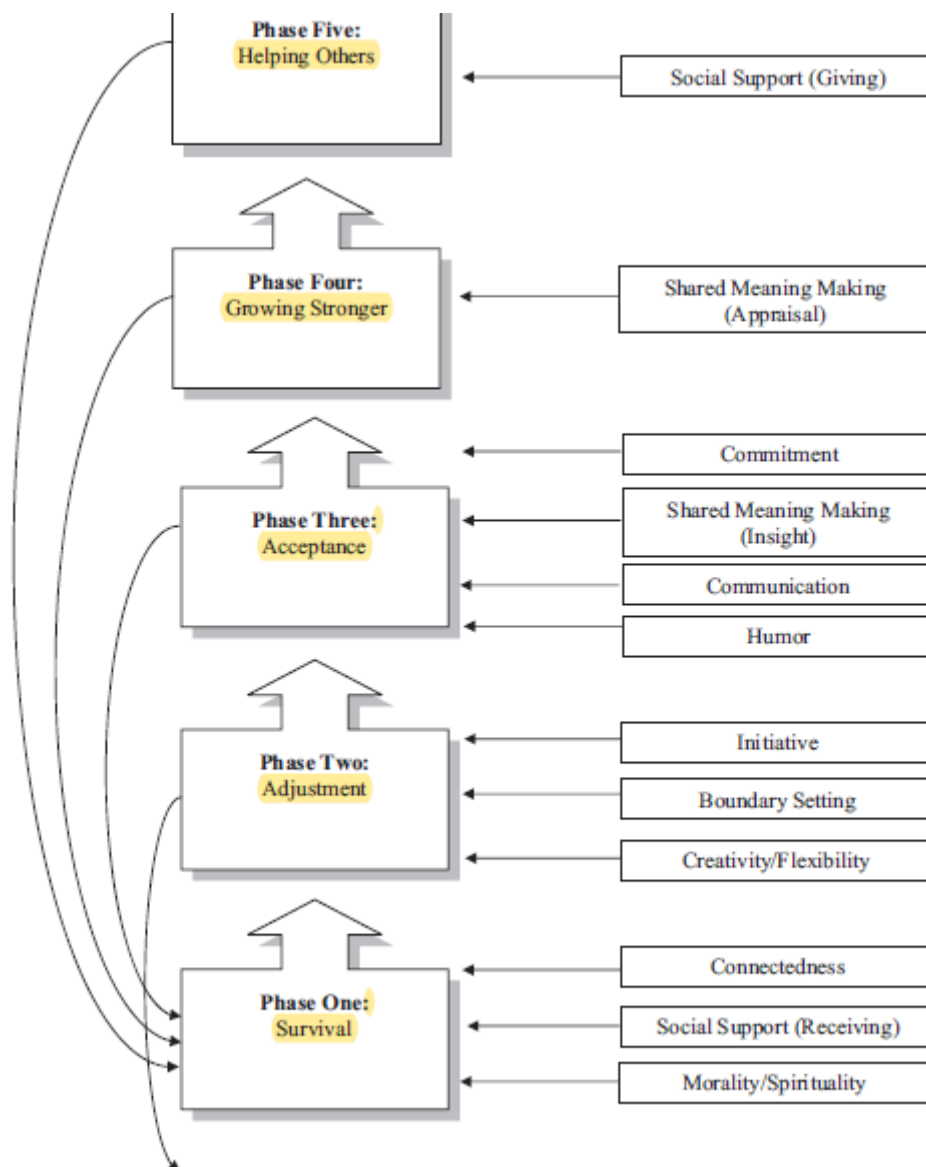 Phase Five:
Helping Others
Social Support (Giving)
Phase Four:
Growing Stronger
Shared Meaning Making
(Appraisal)
Commitment
Phase Three:
Acceptance
Shared Meaning Making
(Insight)
Communication
Humor
Phase Two:
Adjustment
Initiative
Boundary Setting
Creativity/Flexibility
Phase One:
Survival
Connectedness
Social Support (Receiving)
Morality/Spirituality